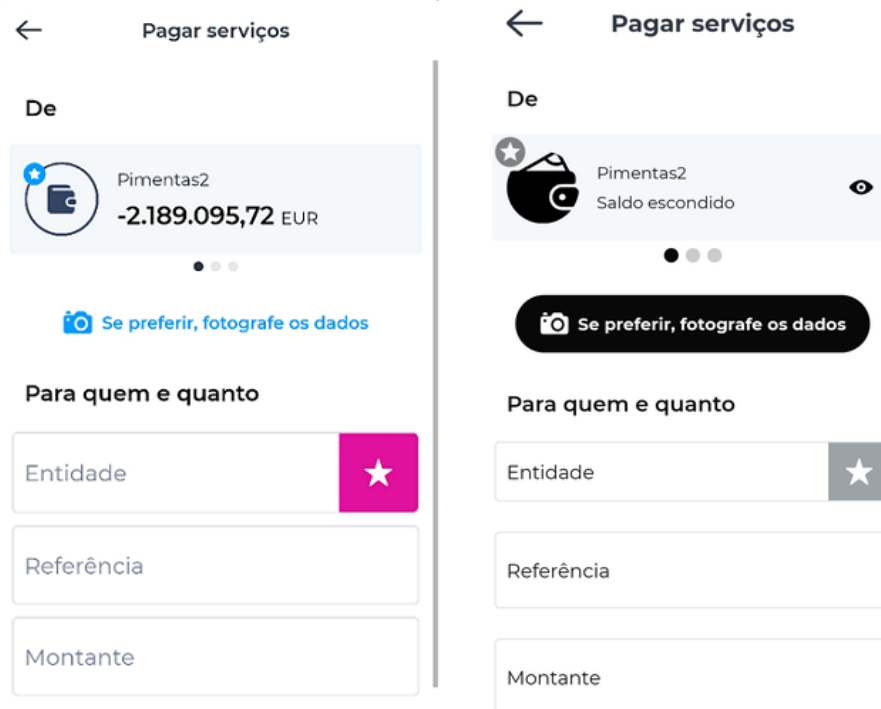 Pagar serviços
De
Pimentas2
-2.189.095,72 EUR
Se preferir, fotografe os dados
Para quem e quanto
Entidade
Referência
Montante
Pagar serviços
De
Pimentas2
Saldo escondido
Se preferir, fotografe os dados
Para quem e quanto
Entidade
Referência
Montante